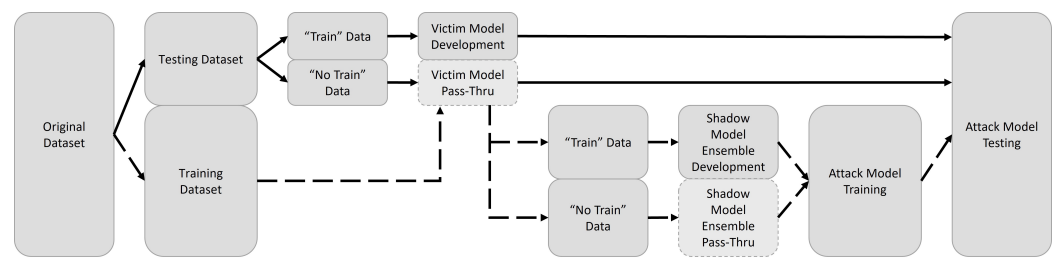 Original
Dataset
Testing Dataset
Training
Dataset
“Train” Data
“No Train”
Data
Victim Model
Development
Victim Model
Pass-Thru
“Train” Data
“No Train”
Data
Shadow
Model
Ensemble
Development
Shadow
Model
Ensemble
Pass-Thru
Attack Model
Training
Attack Model
Testing